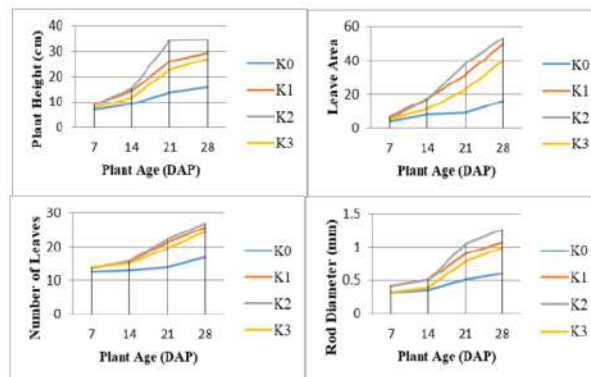 Plant Height (cm)
40
30
20
10
0
7 14 21 28
Plant Age (DAP)
K0
K1
K2
K3
Leave Area
60
40
20
0
7 14 21 28
Plant Age (DAP)
K0
K1
K2
K3
Number of Leaves
30
20
10
7 14 21 28
Plant Age (DAP)
K0
K1
K2
K3
Rod Diameter (mm)
1.5
1
0.5
0
7 14 21 28
Plant Age (DAP)
K0
K1
K2
K3